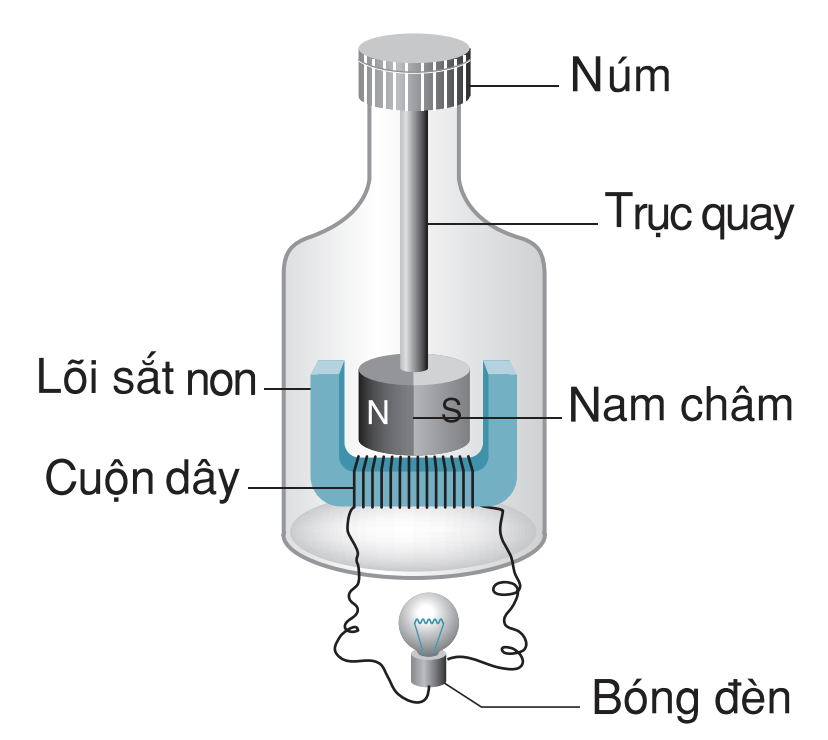 Núm
Trục quay
Lõi sắt non
N S
Nam châm
Cuộn dây
Bóng đèn